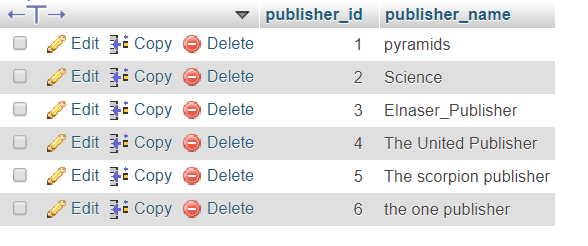 publisher_id publisher_name
Edit Copy Delete 1 pyramids
Edit Copy Delete 2 Science
Edit Copy Delete 3 Elnaser_Publisher
Edit Copy Delete 4 The United Publisher
Edit Copy Delete 5 The scorpion publisher
Edit Copy Delete 6 the one publisher